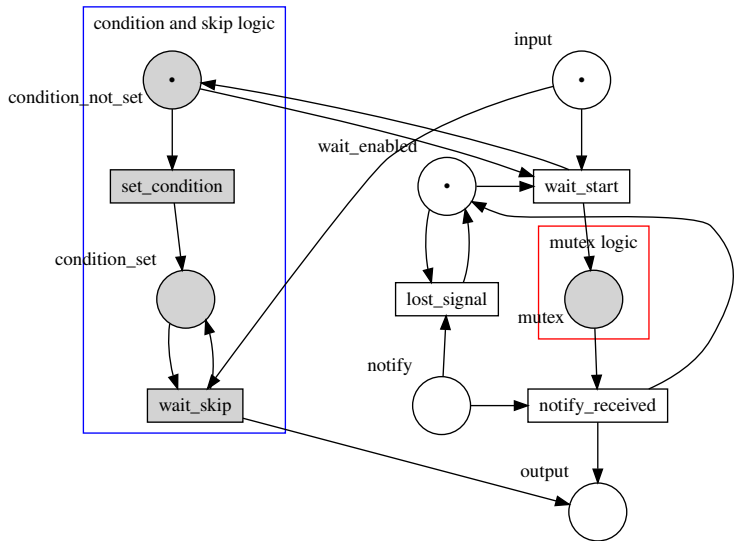 condition and skip logic
input
condition_not_set
wait_enabled
set_condition
wait_start
mutex logic
condition_set
lost_signal
mutex
notify
wait_skip
notify_received
output